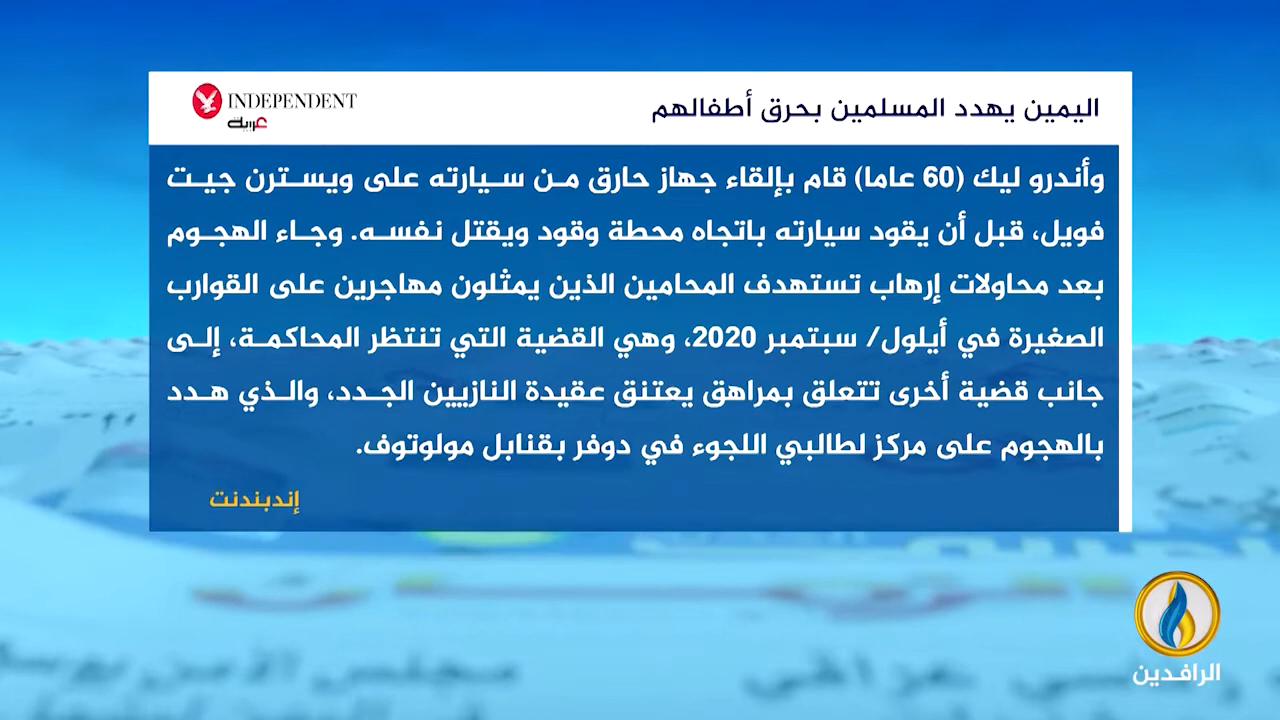 اليمين يهدد المسلمين بحرق أطفالهم
INDEPENDENT
عربية
وأندرو ليك (60 عاما) قام بإلقاء جهاز حارق من سيارته على ويسترن جيت
فويل، قبل أن يقود سيارته باتجاه محطة وقود ويقتل نفسه. وجاء الهجوم
بعد محاولات إرهاب تستهدف المحامين الذين يمثلون مهاجرين على القوارب
الصغيرة في أيلول/ سبتمبر 2020، وهي القضية التي تنتظر المحاكمة، إلى
جانب قضية أخرى تتعلق بمراهق يعتنق عقيدة النازيين الجدد، والذي هدد
بالهجوم على مركز لطالبي اللجوء في دوفر بقنابل مولوتوف.
إندبندنت
الرافدين
مجلس الأمن